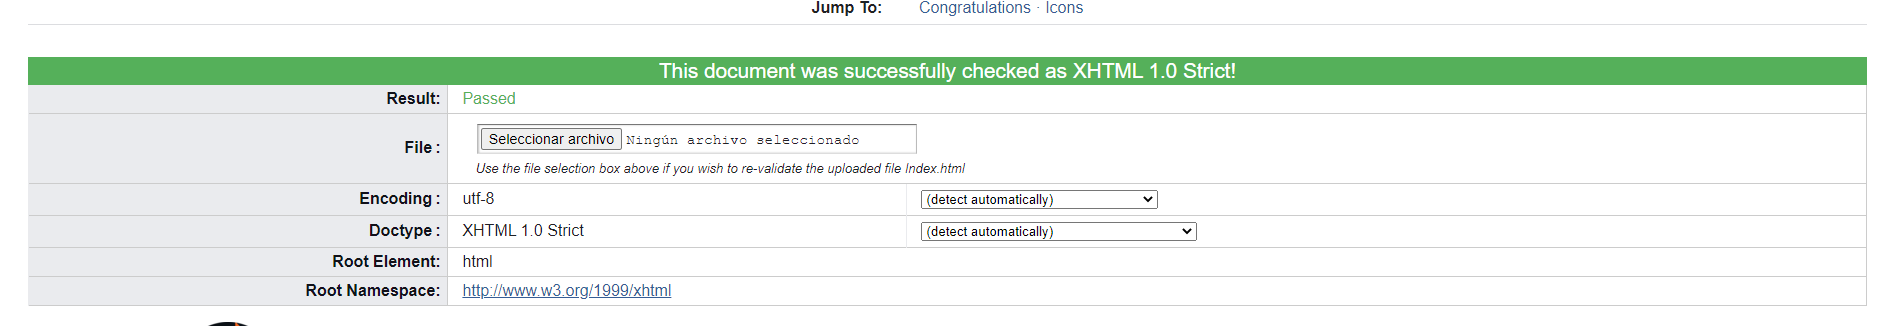 Jump To: Congratulations · Icons
This document was successfully checked as XHTML 1.0 Strict!
Result: Passed
File : Seleccionar archivo Ningún archivo seleccionado
Use the file selection box above if you wish to re-validate the uploaded file Index.html
Encoding : utf-8 (detect automatically)
Doctype : XHTML 1.0 Strict (detect automatically)
Root Element: html
Root Namespace: http://www.w3.org/1999/xhtml